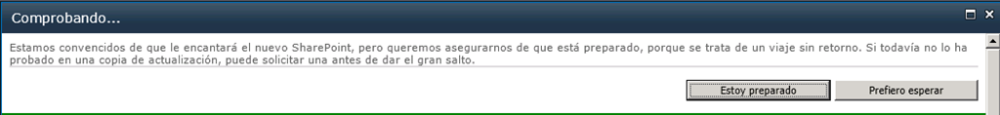 Comprobando...
Estamos convencidos de que le encantará el nuevo SharePoint, pero queremos asegurarnos de que está preparado, porque se trata de un viaje sin retorno. Si todavía no lo ha
probado en una copia de actualización, puede solicitar una antes de dar el gran salto.
Estoy preparado Prefiero esperar